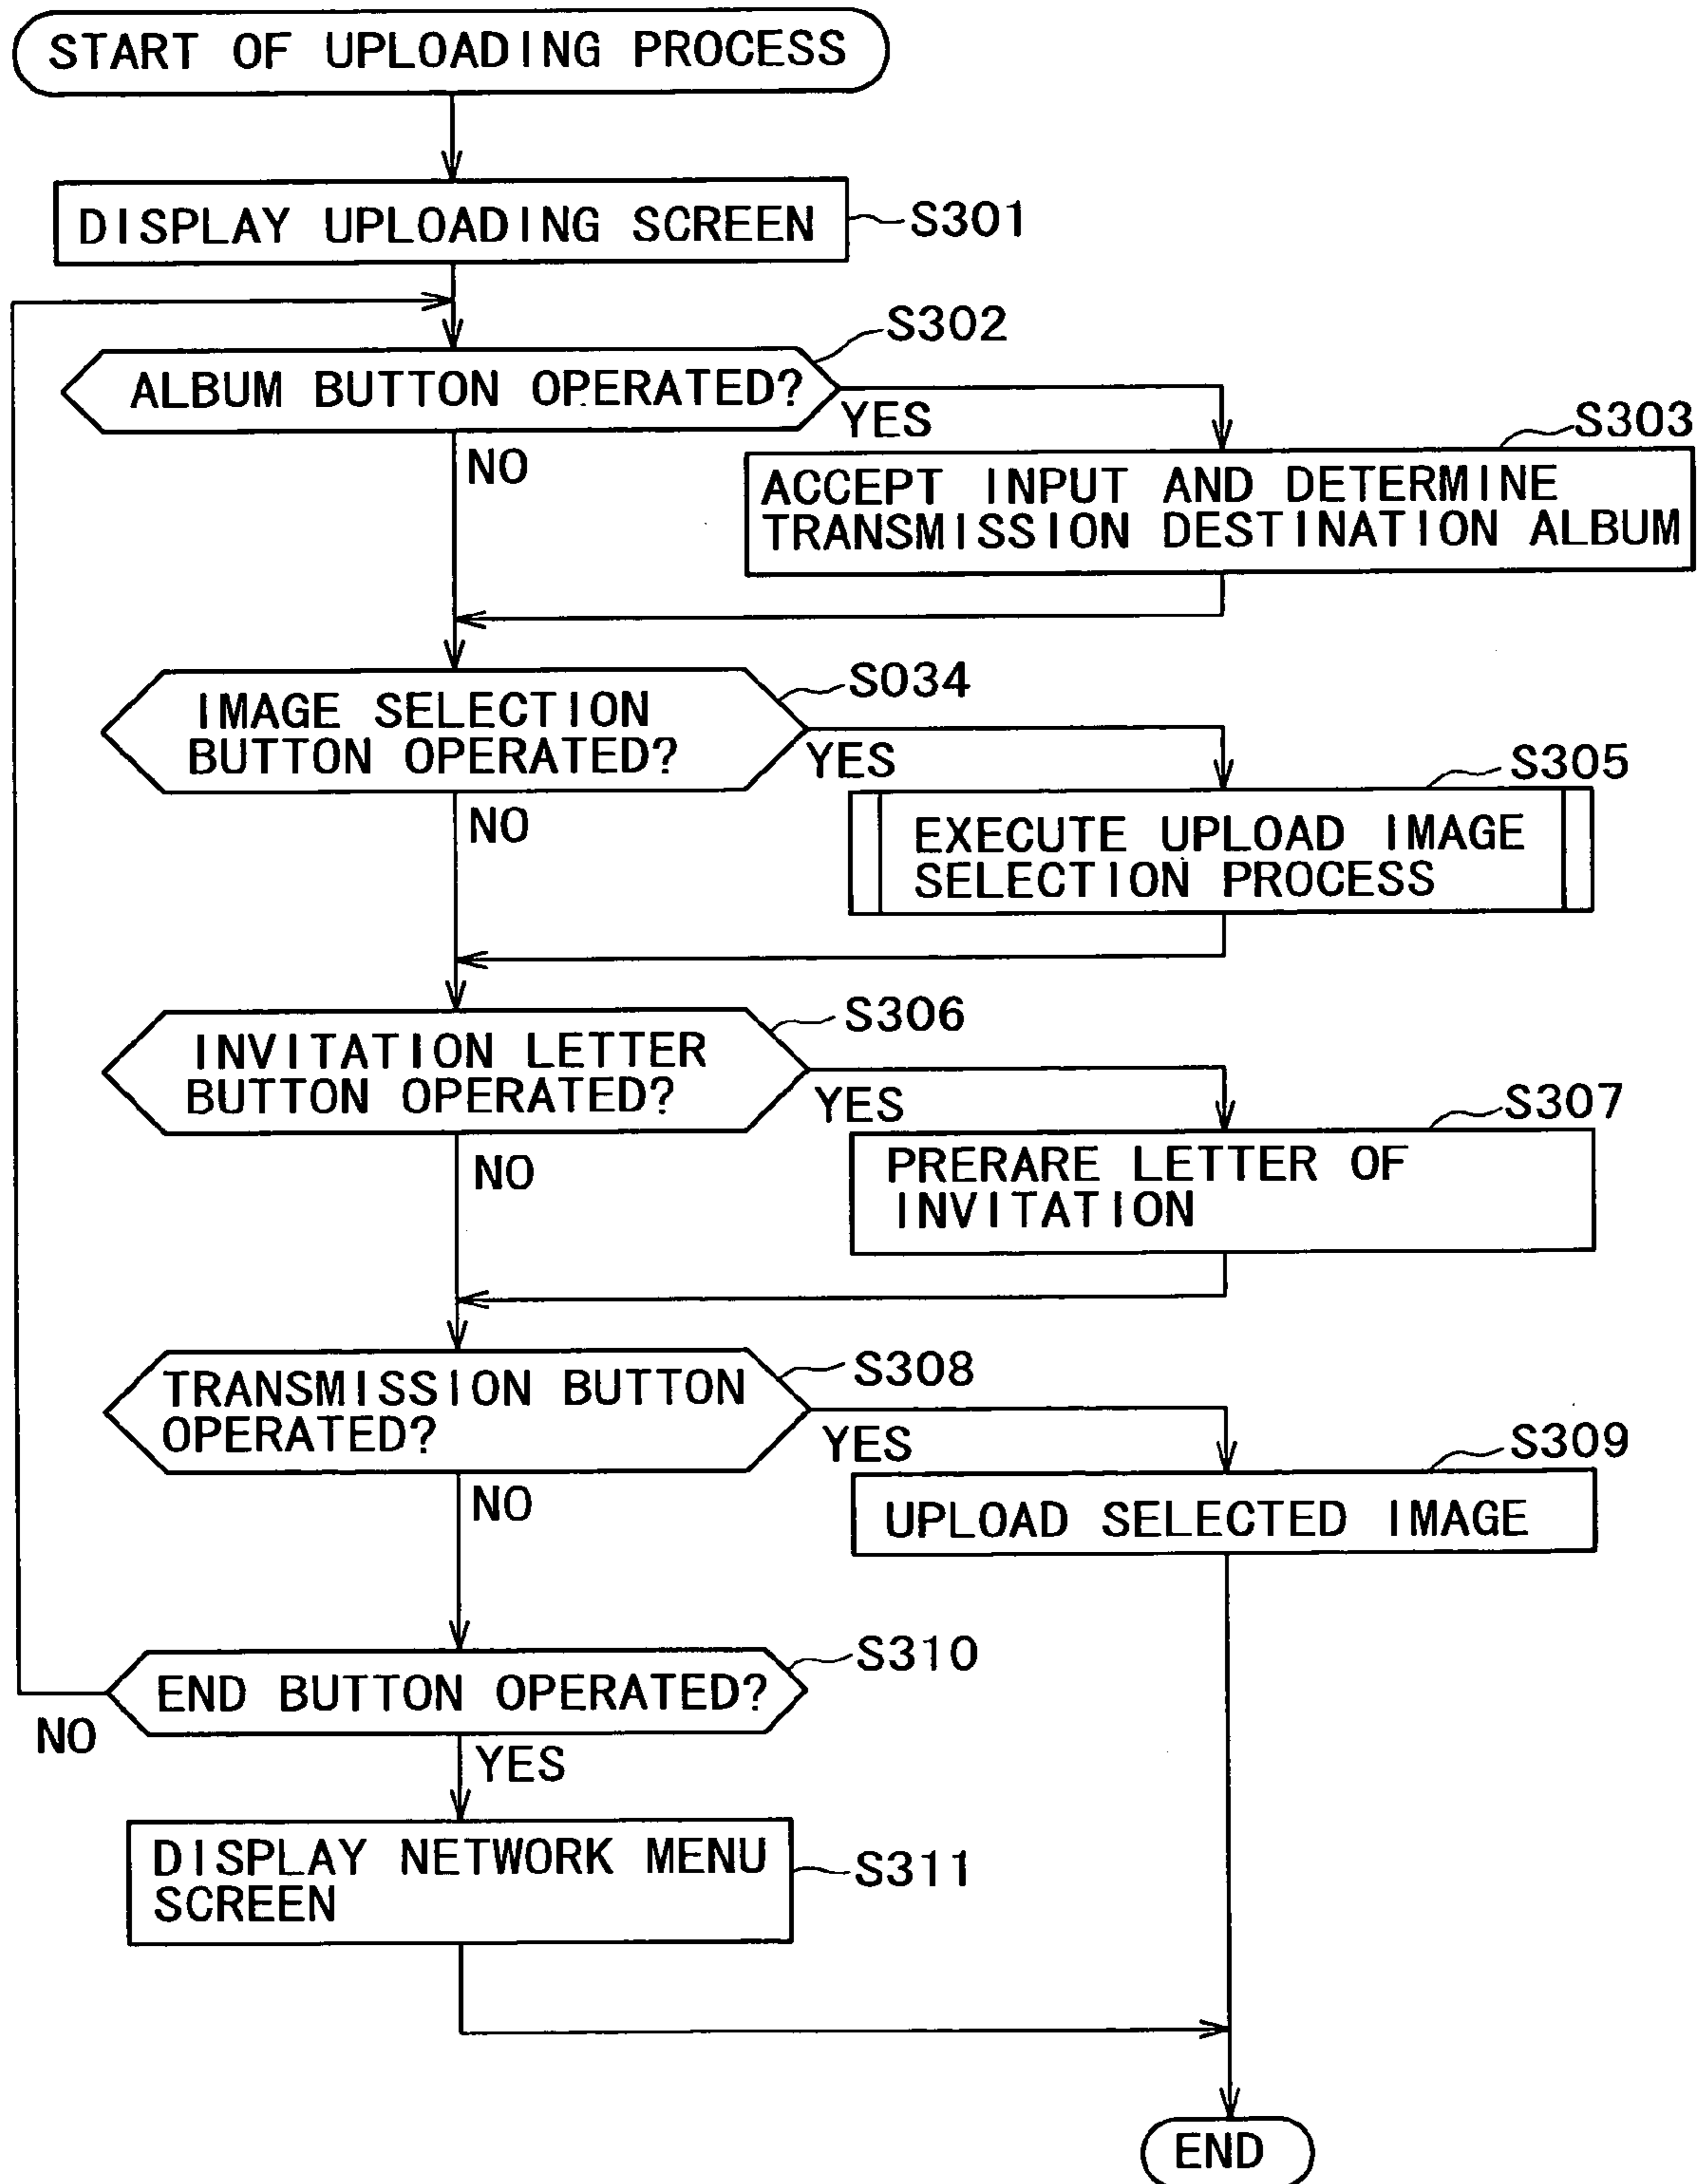 START OF UPLOADING PROCESS
DISPLAY UPLOADING SCREEN
S301
S302
ALBUM BUTTON OPERATED?
YES
NO
S303
ACCEPT INPUT AND DETERMINE
TRANSMISSION DESTINATION ALBUM
S034
IMAGE SELECTION
BUTTON OPERATED?
YES
NO
S305
EXECUTE UPLOAD IMAGE
SELECTION PROCESS
S306
INVITATION LETTER
BUTTON OPERATED?
YES
NO
S307
PRERARE LETTER OF
INVITATION
S308
TRANSMISSION BUTTON
OPERATED?
YES
NO
S309
UPLOAD SELECTED IMAGE
S310
END BUTTON OPERATED?
NO
YES
DISPLAY NETWORK MENU
SCREEN
S311
END